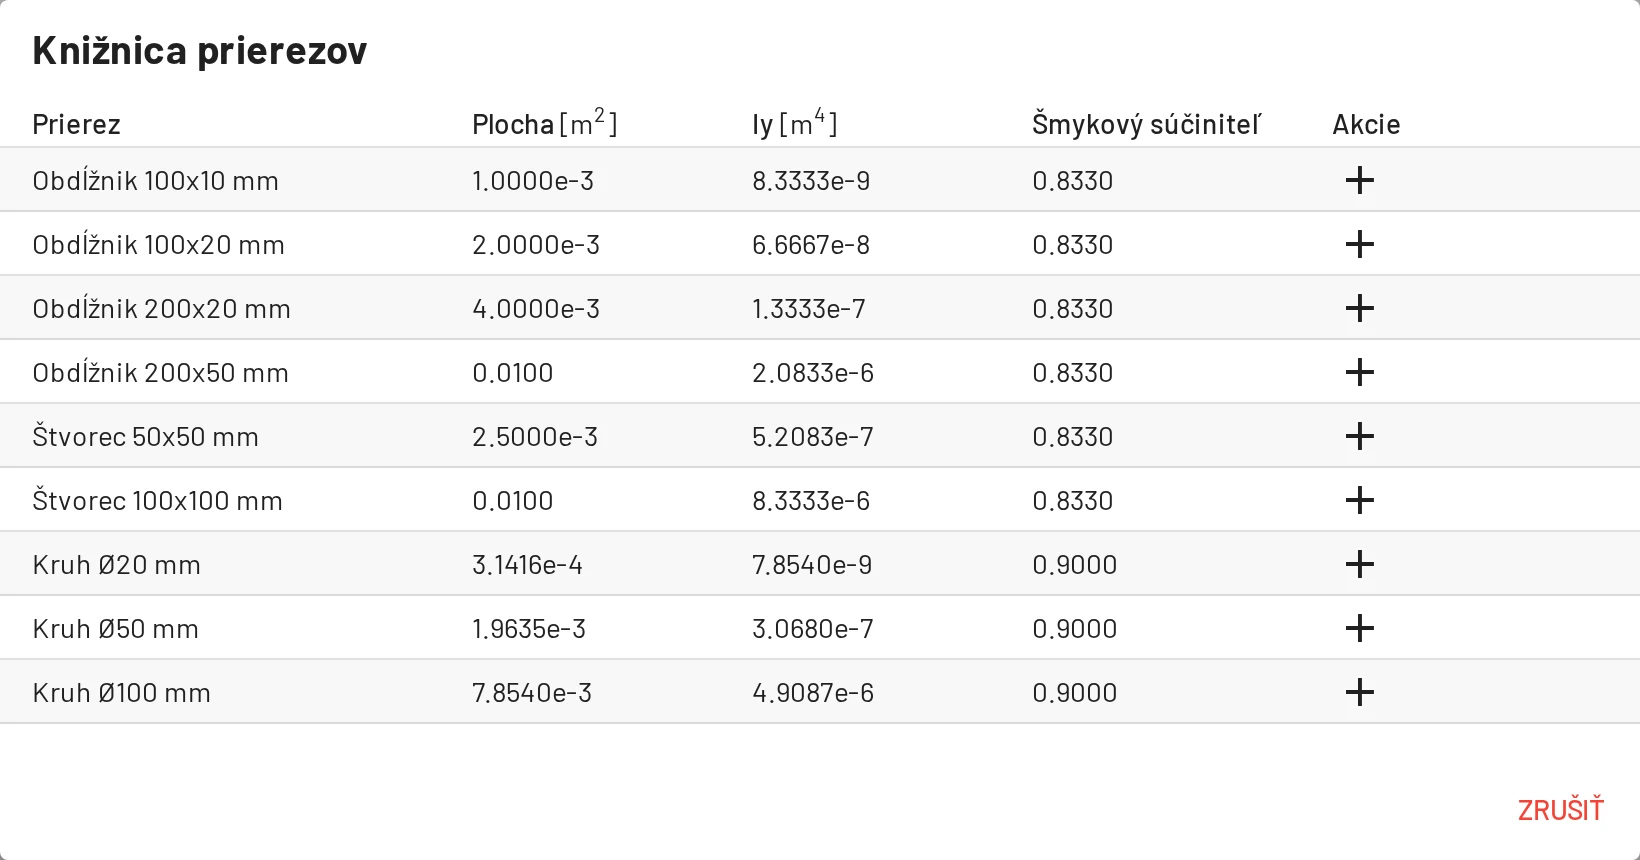 Knižnica prierezov
Prierez Plocha [m²] Iy [m⁴] Šmykový súčiniteľ Akcie
Obdĺžnik 100x10 mm 1.0000e-3 8.3333e-9 0.8330
Obdĺžnik 100x20 mm 2.0000e-3 6.6667e-8 0.8330
Obdĺžnik 200x20 mm 4.0000e-3 1.3333e-7 0.8330
Obdĺžnik 200x50 mm 0.0100 2.0833e-6 0.8330
Štvorec 50x50 mm 2.5000e-3 5.2083e-7 0.8330
Štvorec 100x100 mm 0.0100 8.3333e-6 0.8330
Kruh Ø20 mm 3.1416e-4 7.8540e-9 0.9000
Kruh Ø50 mm 1.9635e-3 3.0680e-7 0.9000
Kruh Ø100 mm 7.8540e-3 4.9087e-6 0.9000
ZRUŠIŤ